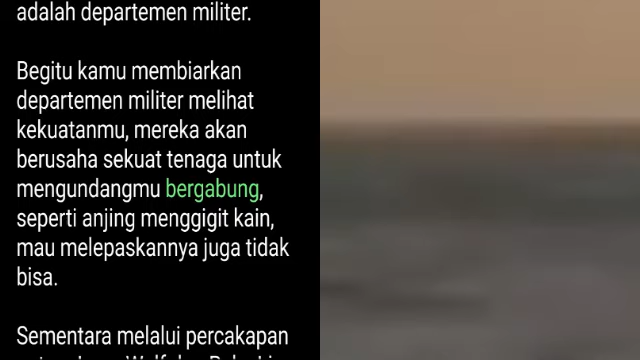 adalah departemen militer.
Begitu kamu membiarkan
departemen militer melihat
kekuatanmu, mereka akan
berusaha sekuat tenaga untuk
mengundangmu bergabung,
seperti anjing menggigit kain,
mau melepaskannya juga tidak
bisa.
Sementara melalui percakapan